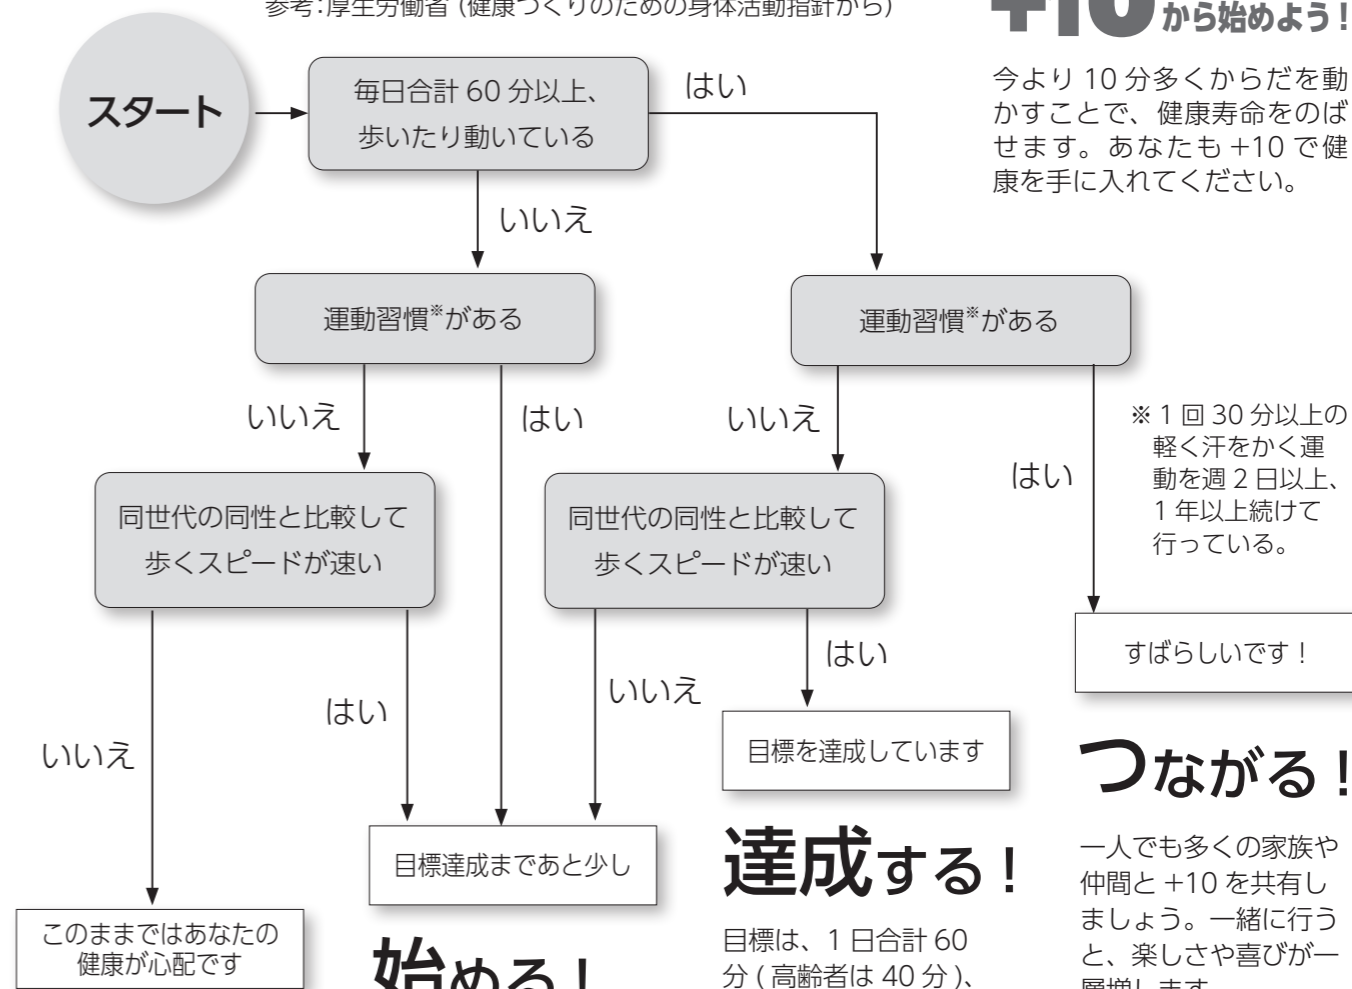 参考:厚生労働省(健康づくりのための身体活動指針から)
+10から始めよう!
今より 10 分多くからだを動
かすことで、健康寿命をのば
せます。あなたも +10 で健
康を手に入れてください。
スタート
毎日合計 60 分以上、
歩いたり動いている
はい
いいえ
運動習慣※がある
運動習慣※がある
いいえ
はい
いいえ
はい
※ 1 回 30 分以上の
軽く汗をかく運
動を週 2 日以上、
1 年以上続けて
行っている。
同世代の同性と比較して
歩くスピードが速い
同世代の同性と比較して
歩くスピードが速い
いいえ
はい
いいえ
はい
すばらしいです!
目標を達成しています
目標達成まであと少し
このままではあなたの
健康が心配です
つながる!
一人でも多くの家族や
仲間と +10 を共有し
ましょう。一緒に行う
と、楽しさや喜びが一
層増します。
達成する!
目標は、1 日合計 60
分 ( 高齢者は 40 分 )、
始める!